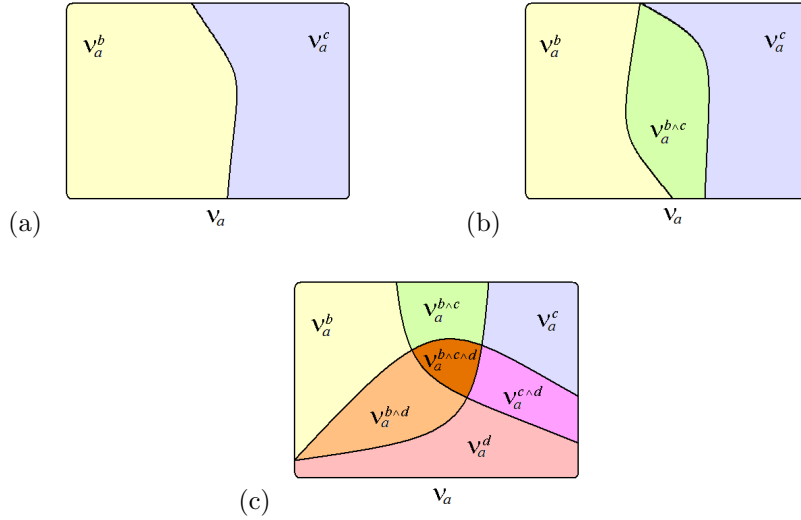 ν_a^b ν_a^c ν_a^b ν_a^c
ν_a^{b∧c}
(a) ν_a (b) ν_a
ν_a^b ν_a^{b∧c} ν_a^c
ν_a^{b∧c∧d}
ν_a^{b∧d} ν_a^{c∧d}
ν_a^d
(c) ν_a